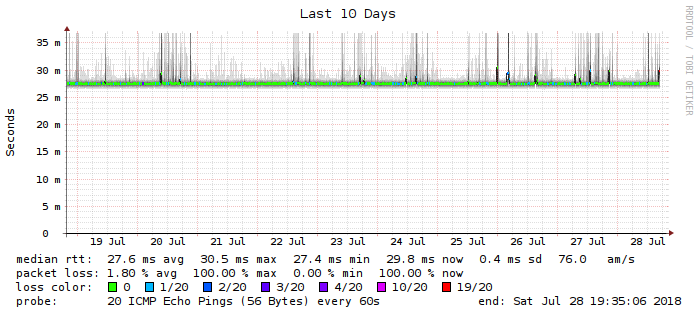 Last 10 Days
RRDTOOL / TOBI OETIKER
Seconds
35 m
30 m
25 m
20 m
15 m
10 m
5 m
0
19 Jul 20 Jul 21 Jul 22 Jul 23 Jul 24 Jul 25 Jul 26 Jul 27 Jul 28 Jul
median rtt: 27.6 ms avg 30.5 ms max 27.4 ms min 29.8 ms now 0.4 ms sd 76.0 am/s
packet loss: 1.80 % avg 100.00 % max 0.00 % min 100.00 % now
loss color: 0 1/20 2/20 3/20 4/20 10/20 19/20
probe: 20 ICMP Echo Pings (56 Bytes) every 60s end: Sat Jul 28 19:35:06 2018